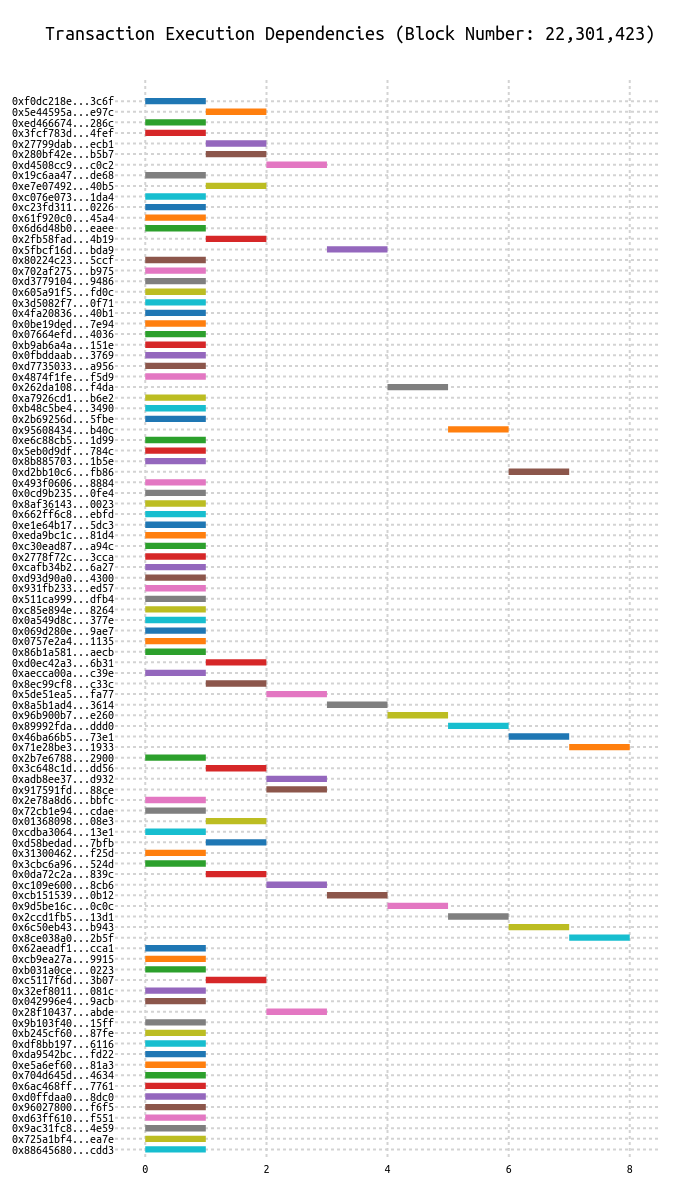 Transaction Execution Dependencies (Block Number: 22,301,423)
0xf0dc218e...3c6f
0x5e44595a...e97c
0xed466674...286c
0x3fcf783d...4fef
0x27799dab...ecb1
0x280bf42e...b5b7
0xd4508cc9...c0c2
0x19c6aa47...de68
0xe7e07492...40b5
0xc076e073...1da4
0xc23fd311...0226
0x61f920c0...45a4
0x6d6d48b0...eaee
0x2fb58fad...4b19
0x5fbcf16d...bda9
0x80224c23...5ccf
0x702af275...b975
0xd3779104...9486
0x605a91f5...fd0c
0x3d5082f7...0f71
0x4fa20836...40b1
0x0be19ded...7e94
0x07664efd...4036
0xb9ab6a4a...151e
0x0fbddaab...3769
0xd7735033...a956
0x4874f1fe...f5d9
0x262da108...f4da
0xa7926cd1...b6e2
0xb48c5be4...3490
0x2b69256d...5fbe
0x95608434...b40c
0xe6c88cb5...1d99
0x5eb0d9df...784c
0x8b885703...1b5e
0xd2bb10c6...fb86
0x493f0606...8884
0x0cd9b235...0fe4
0x8af36143...0023
0x662ff6c8...ebfd
0xe1e64b17...5dc3
0xeda9bc1c...81d4
0xc30ead87...a94c
0x2778f72c...3cca
0xcafb34b2...6a27
0xd93d90a0...4300
0x931fb233...ed57
0x511ca999...dfb4
0xc85e894e...8264
0x0a549d8c...377e
0x069d280e...9ae7
0x0757e2a4...1135
0x86b1a581...aecb
0xd0ec42a3...6b31
0xaecca00a...c39e
0x8ec99cf8...c33c
0x5de51ea5...fa77
0x8a5b1ad4...3614
0x96b900b7...e260
0x89992fda...ddd0
0x46ba66b5...73e1
0x71e28be3...1933
0x2b7e6788...2900
0x3c648c1d...dd56
0xadb8ee37...d932
0x917591fd...88ce
0x2e78a8d6...bbfc
0x72cb1e94...cdae
0x01368098...08e3
0xcdba3064...13e1
0xd58bedad...7bfb
0x31300462...f25d
0x3cbc6a96...524d
0x0da72c2a...839c
0xc109e600...8cb6
0xcb151539...0b12
0x9d5be16c...0c0c
0x2ccd1fb5...13d1
0x6c50eb43...b943
0x8ce038a0...2b5f
0x62aeadf1...cca1
0xcb9ea27a...9915
0xb031a0ce...0223
0xc5117f6d...3b07
0x32ef8011...081c
0x042996e4...9acb
0x28f10437...abde
0x9b103f40...15ff
0xb245cf60...87fe
0xdf8bb197...6116
0xda9542bc...fd22
0xe5a6ef60...81a3
0x704d645d...4634
0x6ac468ff...7761
0xd0ffdaa0...8dc0
0x96027800...f6f5
0xd63ff610...f551
0x9ac31fc8...4e59
0x725a1bf4...ea7e
0x88645680...cdd3
0 2 4 6 8